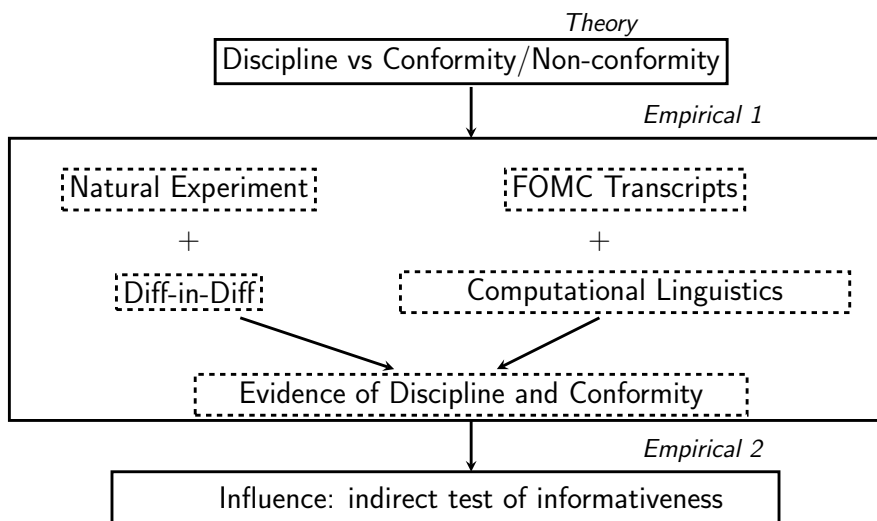 Theory
Discipline vs Conformity/Non-conformity
Empirical 1
Natural Experiment
FOMC Transcripts
+
+
Diff-in-Diff
Computational Linguistics
Evidence of Discipline and Conformity
Empirical 2
Influence: indirect test of informativeness